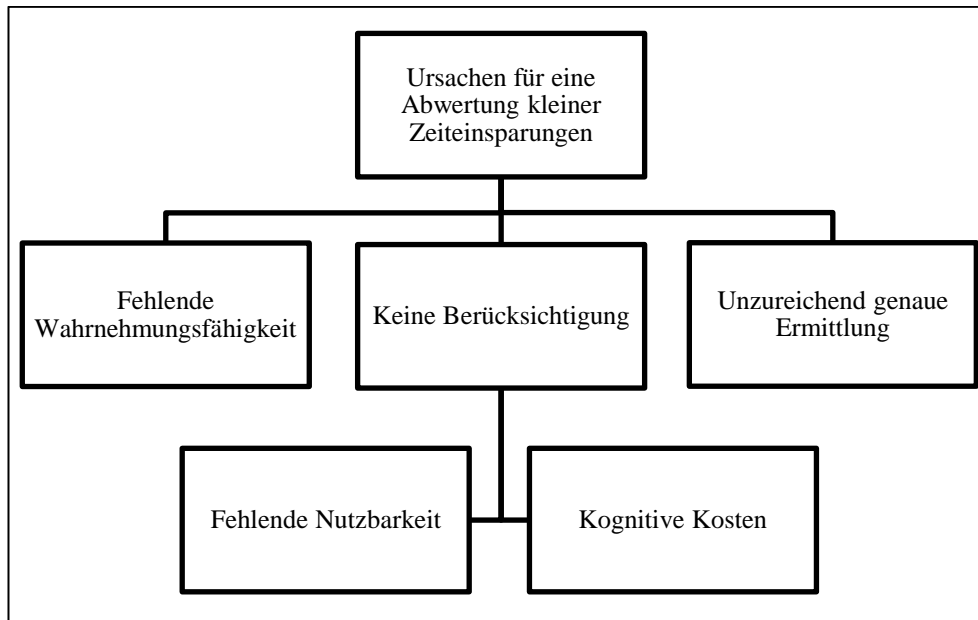 Ursachen für eine
Abwertung kleiner
Zeiteinsparungen
Fehlende
Wahrnehmungsfähigkeit
Keine Berücksichtigung
Unzureichend genaue
Ermittlung
Fehlende Nutzbarkeit
Kognitive Kosten